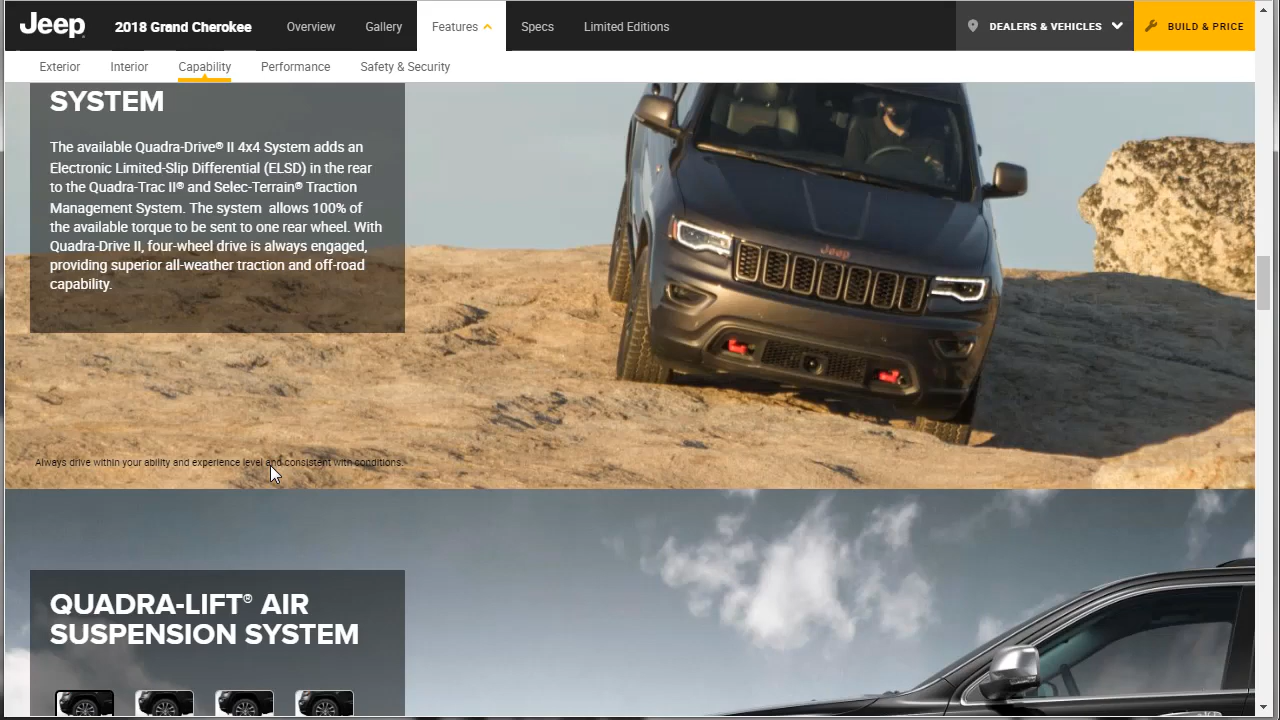 Jeep
2018 Grand Cherokee
Overview
Gallery
Features
Specs
Limited Editions
DEALERS & VEHICLES
BUILD & PRICE
Exterior
Interior
Capability
Performance
Safety & Security
SYSTEM
The available Quadra-Drive® II 4x4 System adds an
Electronic Limited-Slip Differential (ELSD) in the rear
to the Quadra-Trac II® and Selec-Terrain® Traction
Management System. The system allows 100% of
the available torque to be sent to one rear wheel. With
Quadra-Drive II, four-wheel drive is always engaged,
providing superior all-weather traction and off-road
capability.
Jeep
Always drive within your ability and experience level and consistent with conditions.
QUADRA-LIFT® AIR
SUSPENSION SYSTEM